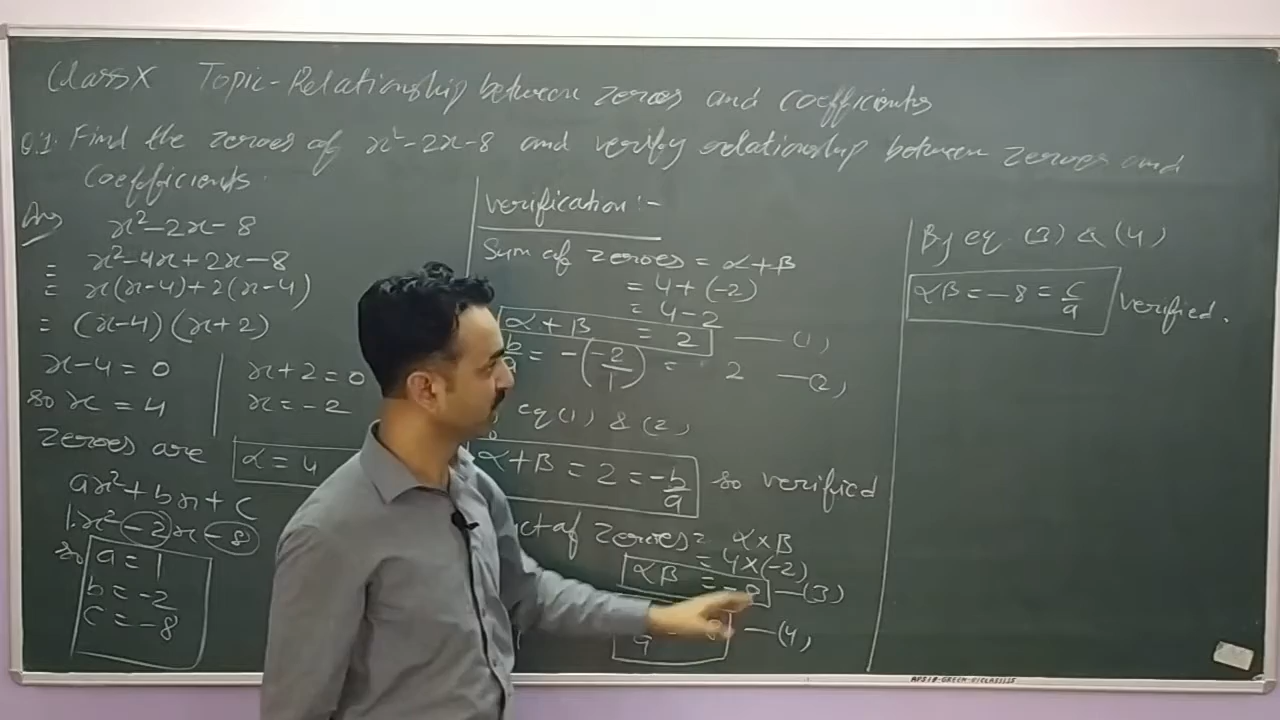 Class X Topic-Relationship between zeroes and coefficients
Q.1. Find the zeroes of x²-2x-8 and verify relationship between zeroes and
coefficients.
Ans
x²-2x-8
= x²-4x+2x-8
= x(x-4)+2(x-4)
= (x-4)(x+2)
x-4=0
so x=4
x+2=0
x=-2
zeroes are
α=4
ax²+bx+c
1.x²-2x-8
so a=1
b=-2
c=-8
Verification:-
Sum of zeroes = α+β
= 4+(-2)
= 4-2
α+β = 2 —(1)
b/a = -(-2/1) = 2 —(2)
eq (1) & (2)
α+β = 2 = -b/a so verified
of zeroes = α×β
= 4×(-2)
αβ = -8 —(3)
—(4)
By eq. (3) & (4)
αβ = -8 = c/a verified.